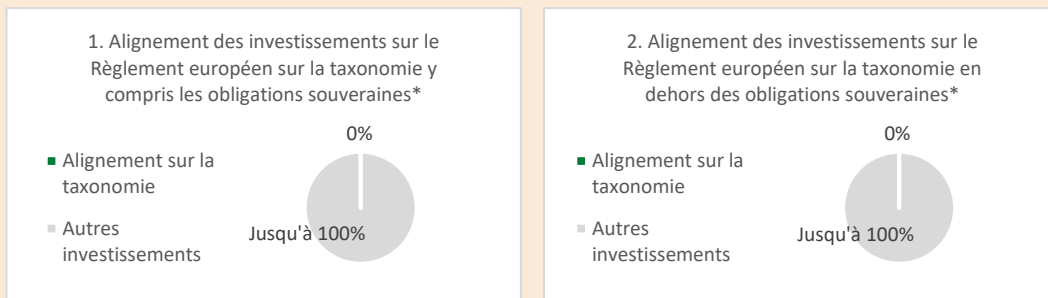 1. Alignement des investissements sur le
Règlement européen sur la taxonomie y
compris les obligations souveraines*
0%
Alignement sur la
taxonomie
Autres
investissements
Jusqu'à 100%
2. Alignement des investissements sur le
Règlement européen sur la taxonomie en
dehors des obligations souveraines*
0%
Alignement sur la
taxonomie
Autres
investissements
Jusqu'à 100%